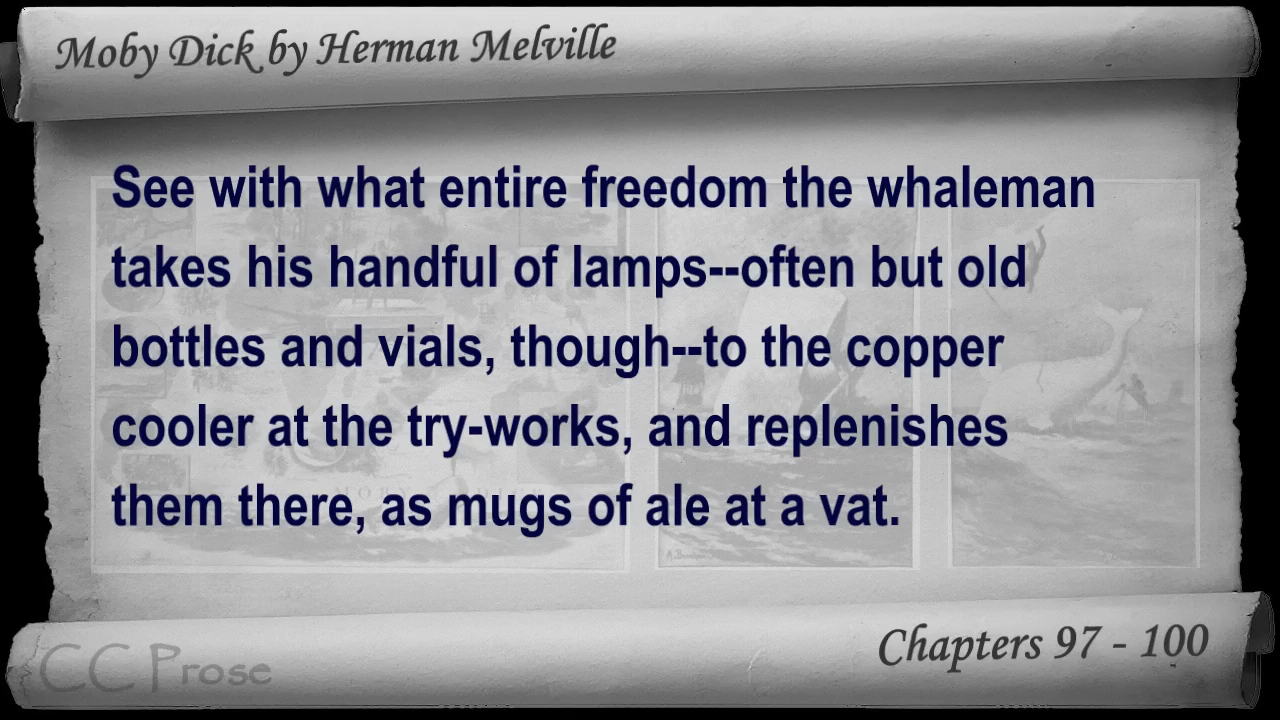 Moby Dick by Herman Melville
See with what entire freedom the whaleman
takes his handful of lamps--often but old
bottles and vials, though--to the copper
cooler at the try-works, and replenishes
them there, as mugs of ale at a vat.
Chapters 97 - 100
CC Prose